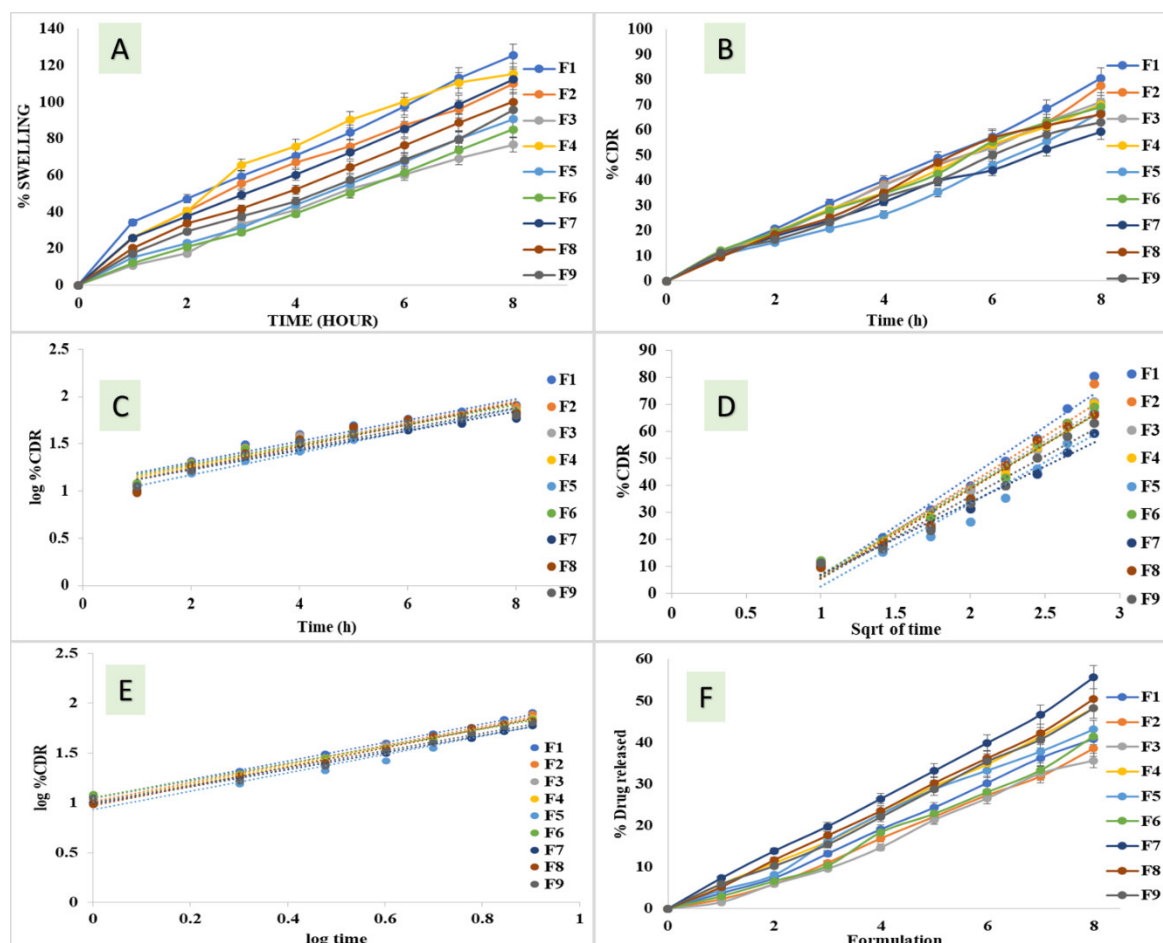 A
% SWELLING
140
120
100
80
60
40
20
0
0 2 4 6 8
TIME (HOUR)
F1
F2
F3
F4
F5
F6
F7
F8
F9
B
%CDR
100
90
80
70
60
50
40
30
20
10
0
0 2 4 6 8
Time (h)
F1
F2
F3
F4
F5
F6
F7
F8
F9
C
log %CDR
2.5
2
1.5
1
0.5
0
0 2 4 6 8
Time (h)
F1
F2
F3
F4
F5
F6
F7
F8
F9
D
%CDR
90
80
70
60
50
40
30
20
10
0
0 0.5 1 1.5 2 2.5 3
Sqrt of time
F1
F2
F3
F4
F5
F6
F7
F8
F9
E
log %CDR
2.5
2
1.5
1
0.5
0
0 0.2 0.4 0.6 0.8 1
log time
F1
F2
F3
F4
F5
F6
F7
F8
F9
F
% Drug released
60
50
40
30
20
10
0
0 2 4 6 8
Formulation
F1
F2
F3
F4
F5
F6
F7
F8
F9